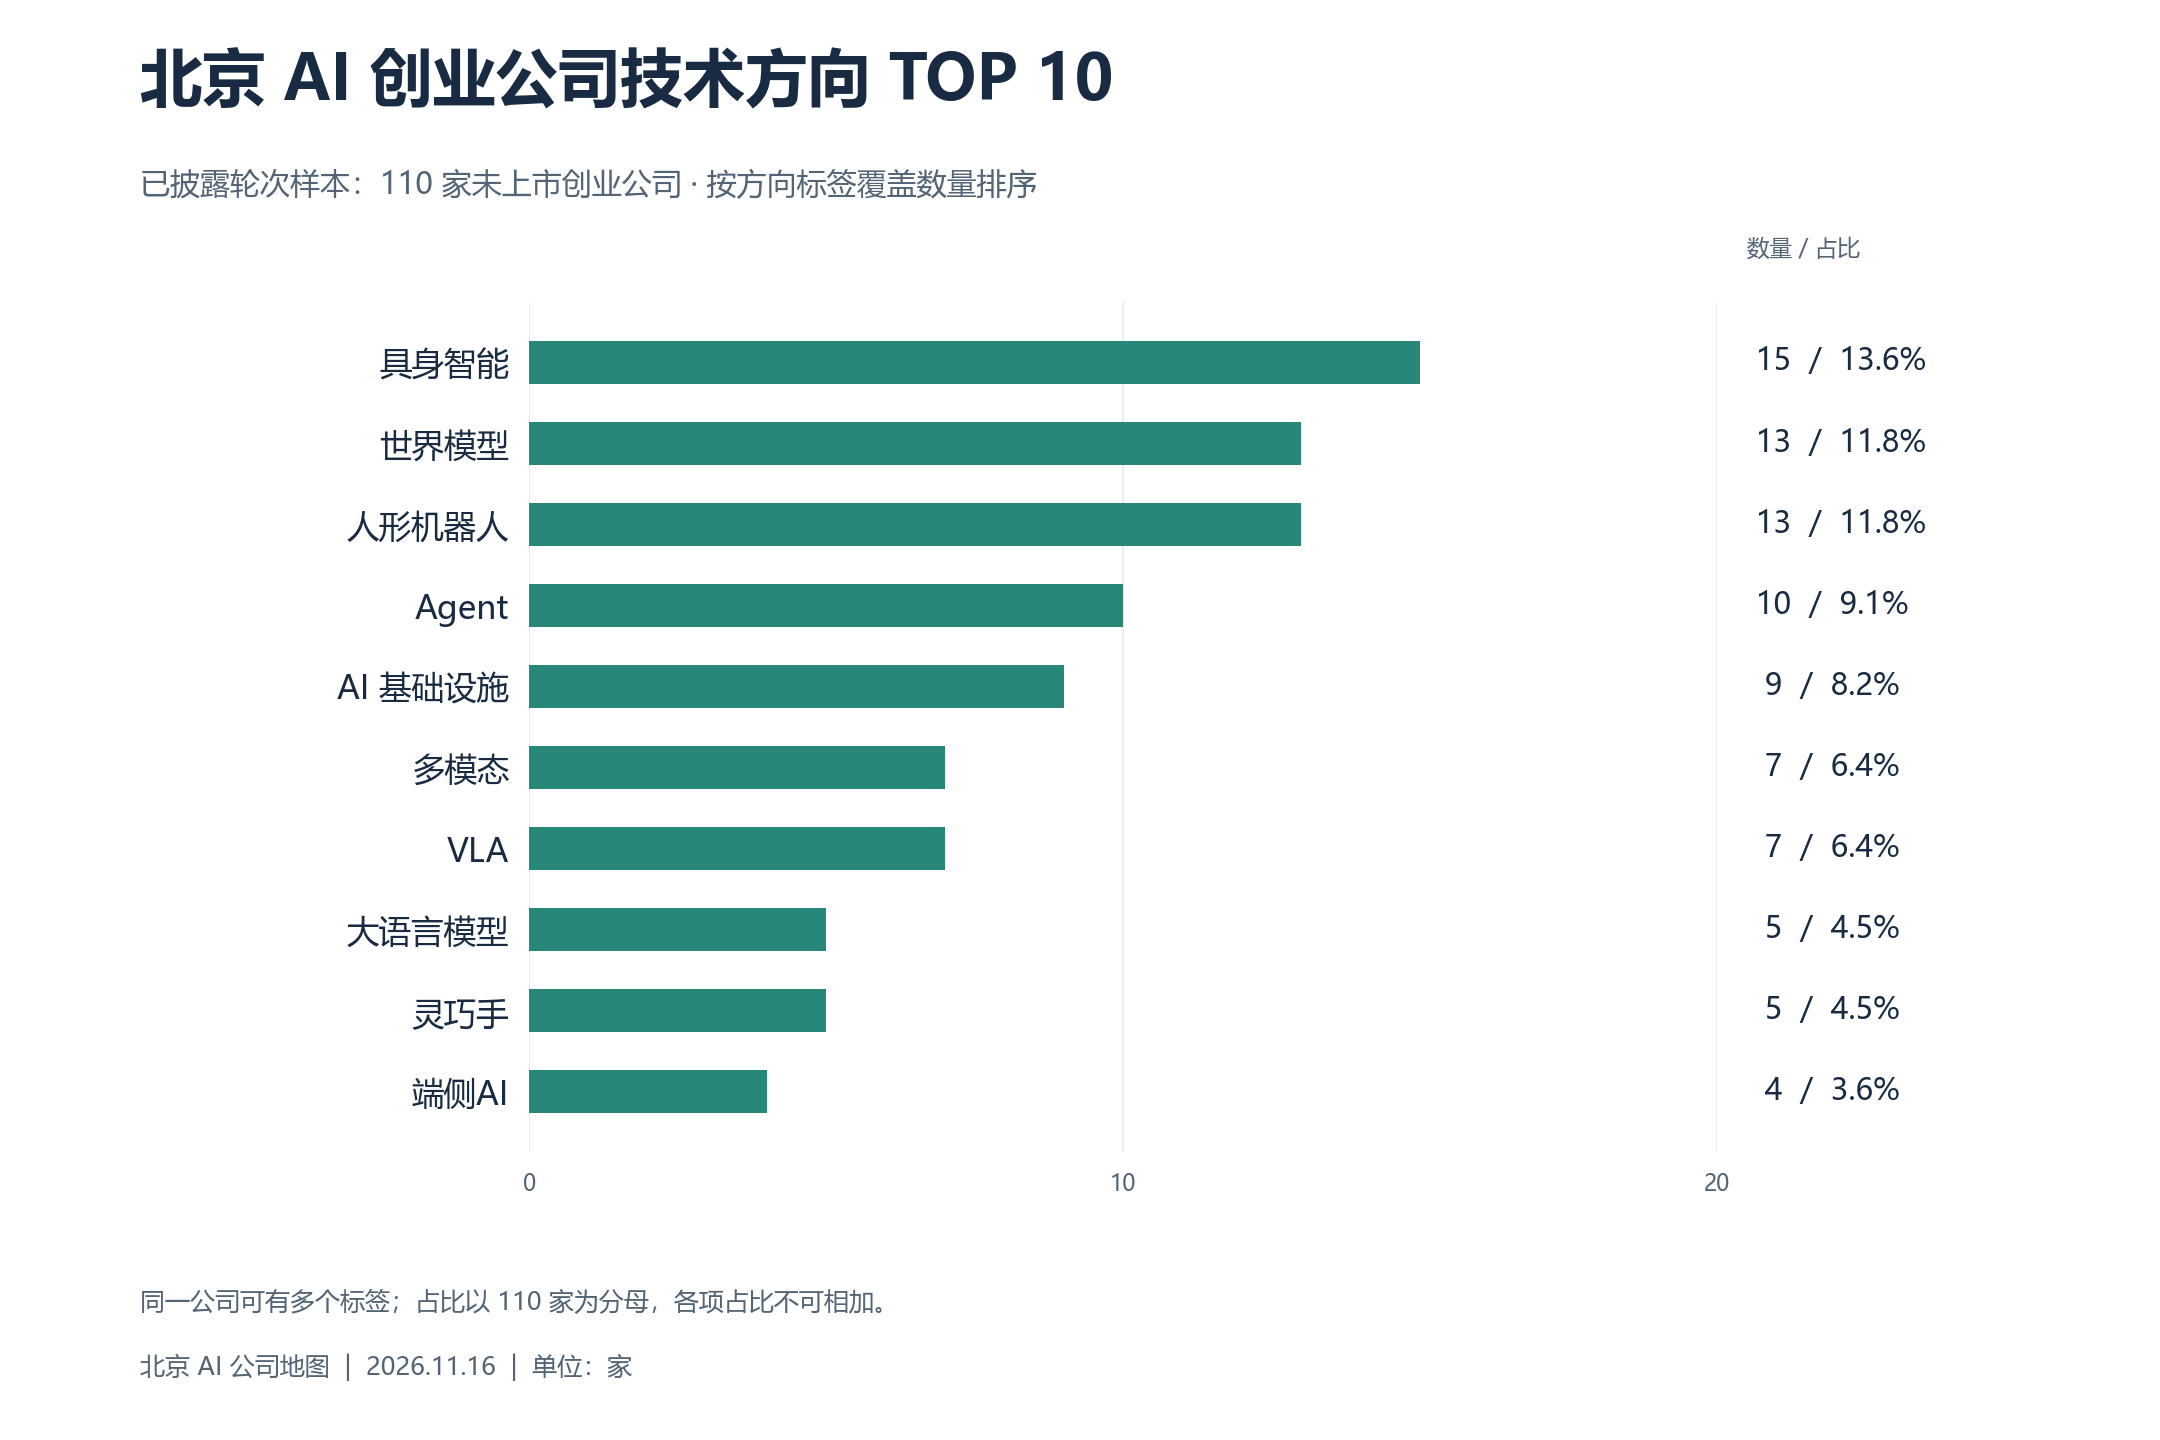 北京 AI 创业公司技术方向 TOP 10
已披露轮次样本：110 家未上市创业公司 · 按方向标签覆盖数量排序
数量 / 占比
具身智能 15 / 13.6%
世界模型 13 / 11.8%
人形机器人 13 / 11.8%
Agent 10 / 9.1%
AI 基础设施 9 / 8.2%
多模态 7 / 6.4%
VLA 7 / 6.4%
大语言模型 5 / 4.5%
灵巧手 5 / 4.5%
端侧AI 4 / 3.6%
0 10 20
同一公司可有多个标签；占比以 110 家为分母，各项占比不可相加。
北京 AI 公司地图 | 2026.11.16 | 单位：家